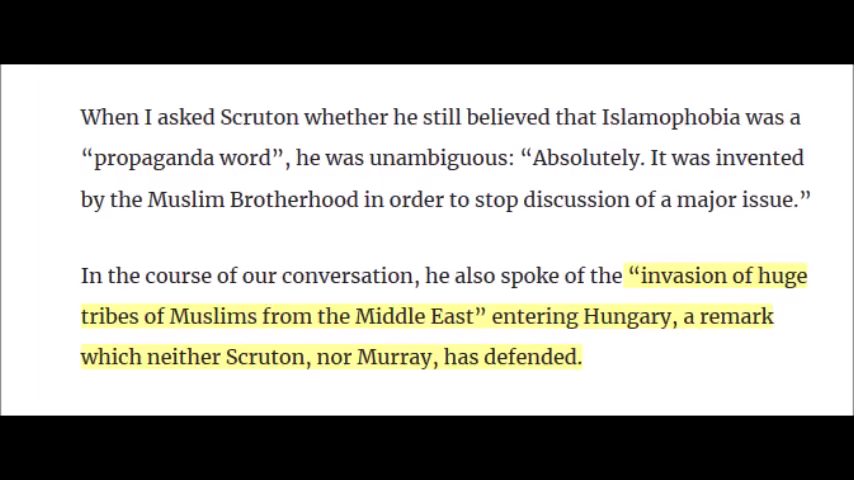 When I asked Scruton whether he still believed that Islamophobia was a
“propaganda word”, he was unambiguous: “Absolutely. It was invented
by the Muslim Brotherhood in order to stop discussion of a major issue.”
In the course of our conversation, he also spoke of the “invasion of huge
tribes of Muslims from the Middle East” entering Hungary, a remark
which neither Scruton, nor Murray, has defended.